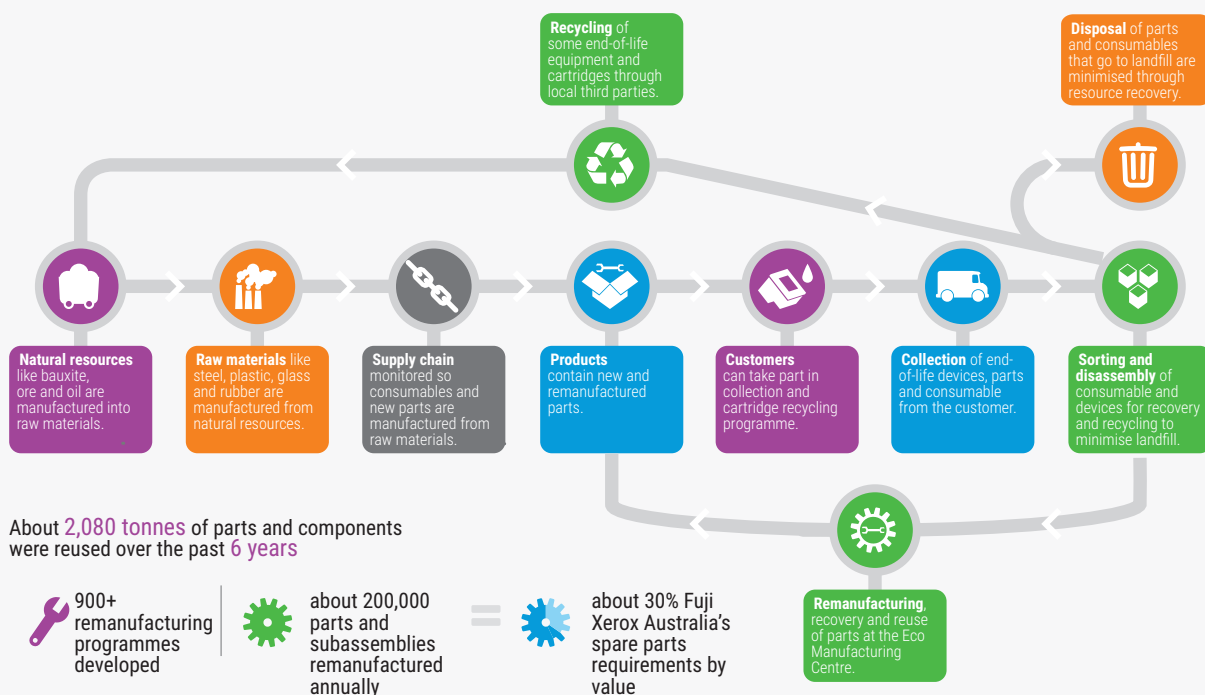 Recycling of
some end-of-life
equipment and
cartridges through
local third parties.
Disposal of parts
and consumables
that go to landfill are
minimised through
resource recovery.
Natural resources
like bauxite,
ore and oil are
manufactured into
raw materials.
Raw materials like
steel, plastic, glass
and rubber are
manufactured from
natural resources.
Supply chain
monitored so
consumables and
new parts are
manufactured from
raw materials.
Products
contain new and
remanufactured
parts.
Customers
can take part in
collection and
cartridge recycling
programme.
Collection of end-
of-life devices, parts
and consumable
from the customer.
Sorting and
disassembly of
consumable and
devices for recovery
and recycling to
minimise landfill.
Remanufacturing,
recovery and reuse
of parts at the Eco
Manufacturing
Centre.
About 2,080 tonnes of parts and components
were reused over the past 6 years
900+
remanufacturing
programmes
developed
about 200,000
parts and
subassemblies
remanufactured
annually
=
about 30% Fuji
Xerox Australia's
spare parts
requirements by
value